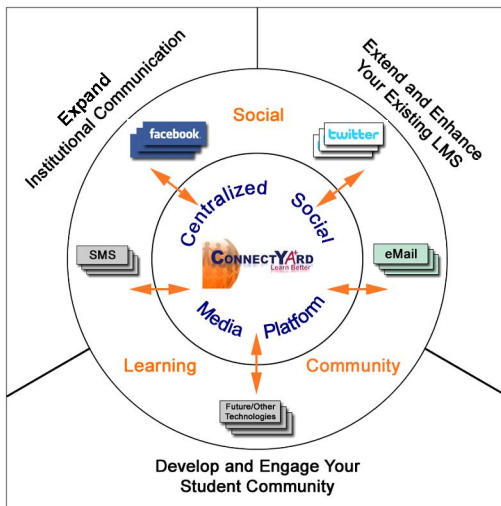 Expand
Institutional Communication
Extend and Enhance
Your Existing LMS
Social
facebook
twitter
Centralized
Social
SMS
CONNECTYARD
Learn Better
eMail
Media
Platform
Learning
Community
Future/Other
Technologies
Develop and Engage Your
Student Community